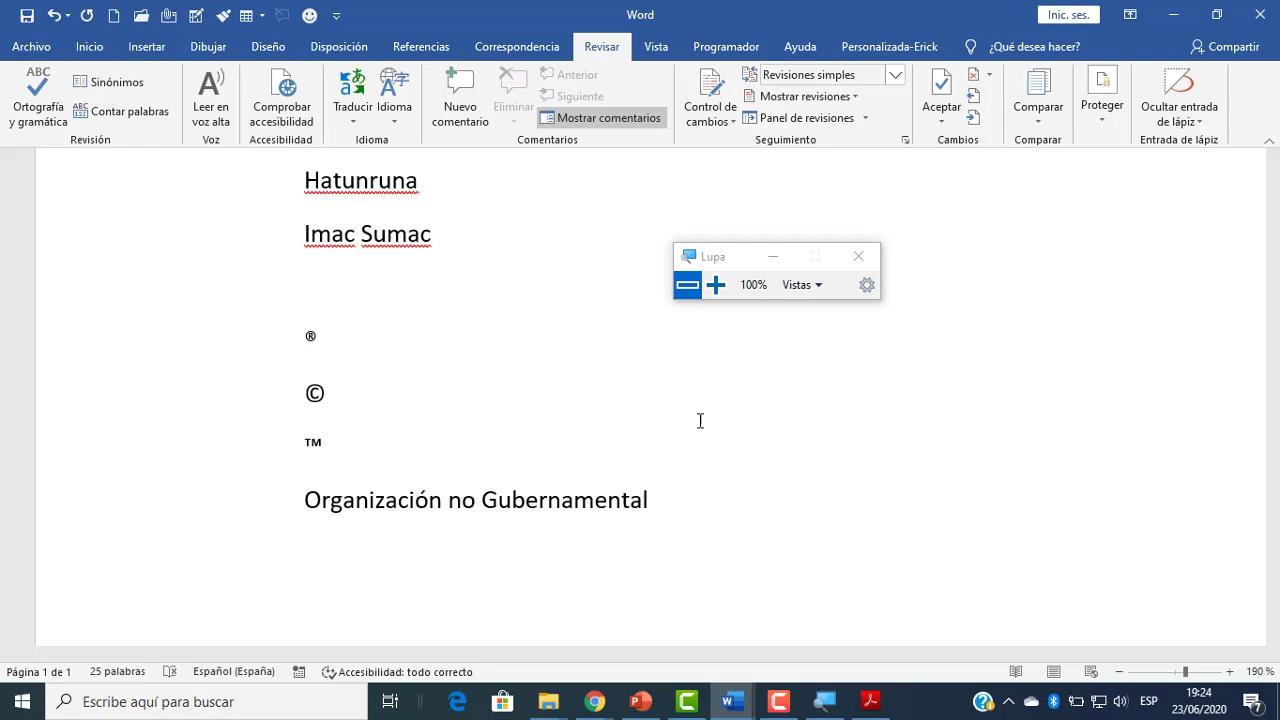 Word
Inic. ses.
Archivo Inicio Insertar Dibujar Diseño Disposición Referencias Correspondencia Revisar Vista Programador Ayuda Personaliza-Erick ¿Qué desea hacer? Compartir
ABC Ortografía y gramática
Sinónimos
ABC 123 Contar palabras
Revisión
Leer en voz alta
Voz
Comprobar accesibilidad
Accesibilidad
Traducir
Idioma
Idioma
Nuevo comentario
Eliminar
Anterior
Siguiente
Mostrar comentarios
Comentarios
Control de cambios
Revisiones simples
Mostrar revisiones
Panel de revisiones
Seguimiento
Aceptar
Cambios
Comparar
Comparar
Proteger
Ocultar entrada de lápiz
Entrada de lápiz
Hatunruna
Imac Sumac
Lupa
100% Vistas
®
©
™
Organización no Gubernamental
Página 1 de 1 25 palabras Español (España) Accesibilidad: todo correcto 190 %
Escribe aquí para buscar
ESP
19:24
23/06/2020
7